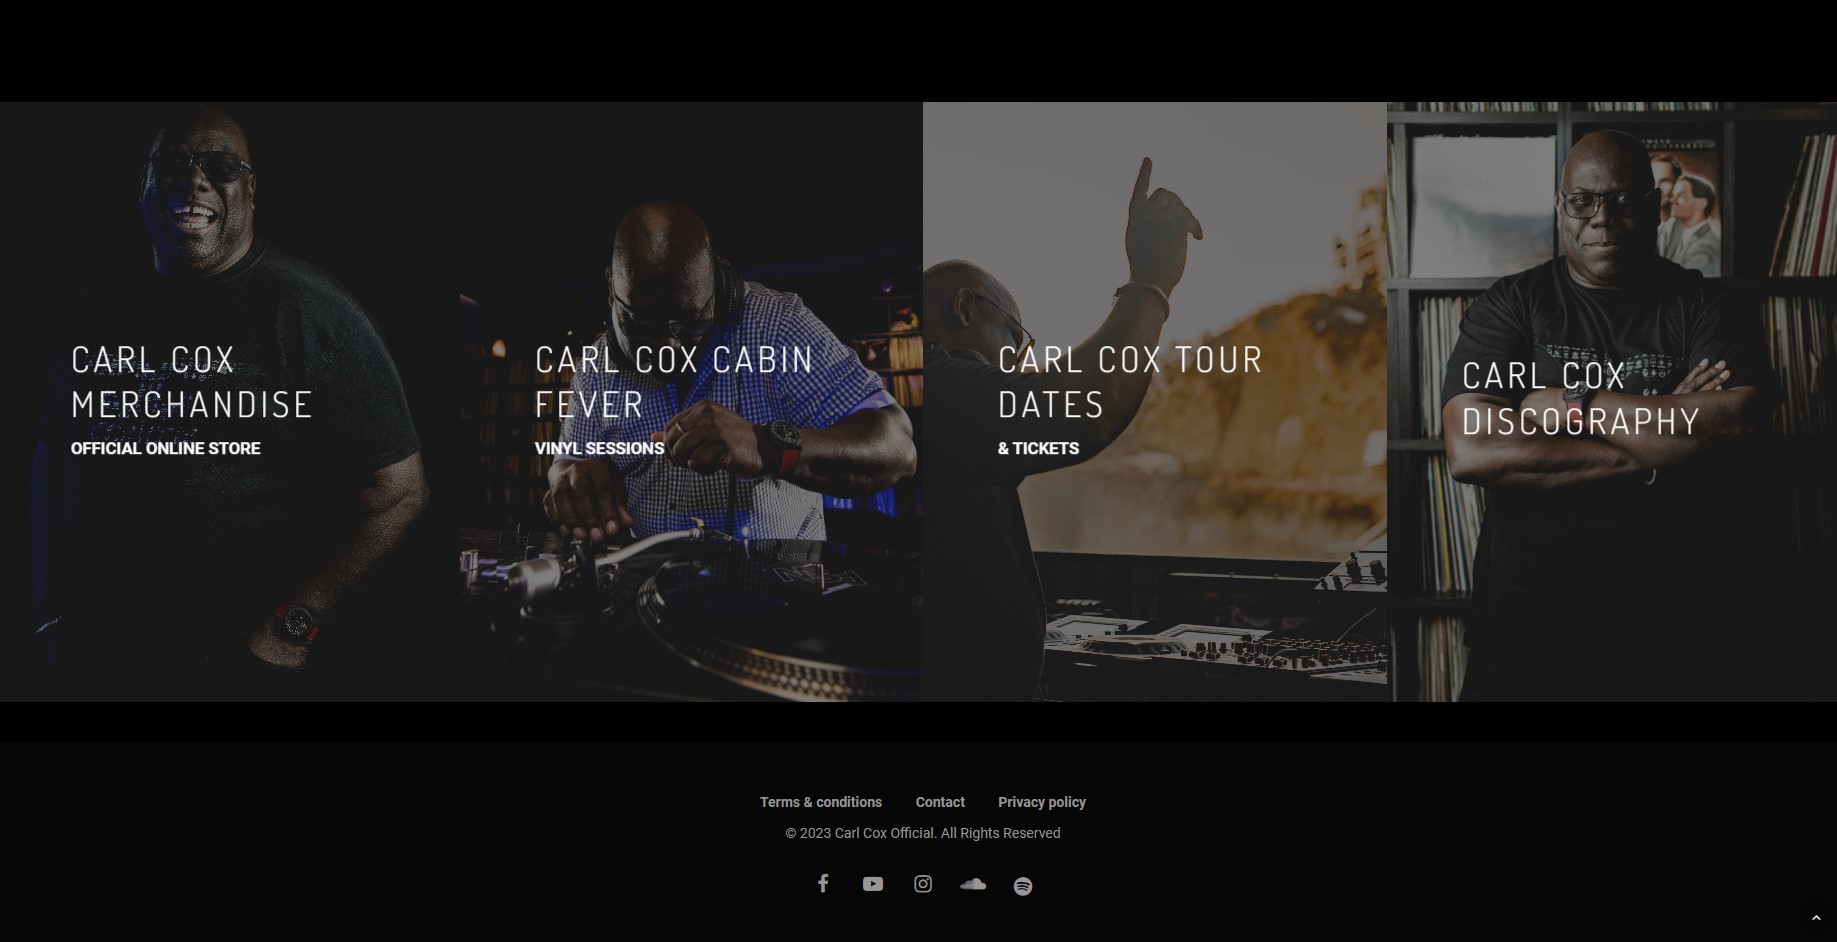 CARL COX
MERCHANDISE
OFFICIAL ONLINE STORE
CARL COX CABIN
FEVER
VINYL SESSIONS
CARL COX TOUR
DATES
& TICKETS
CARL COX
DISCOGRAPHY
Terms & conditions Contact Privacy policy
© 2023 Carl Cox Official. All Rights Reserved